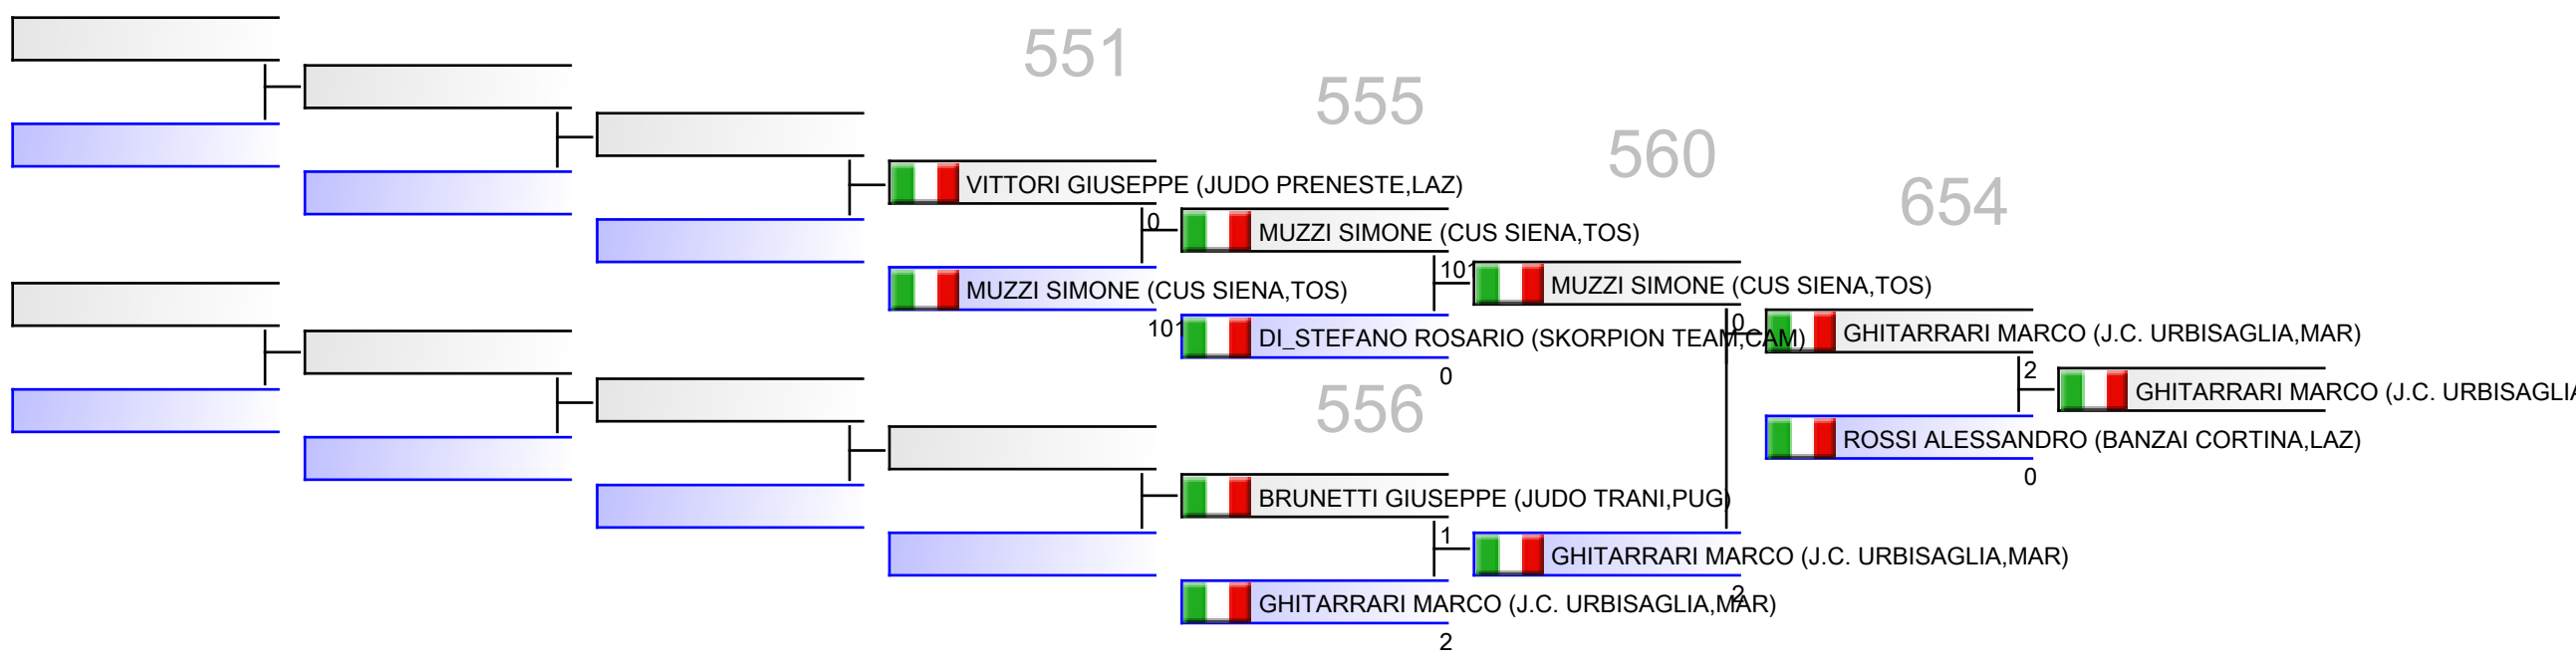 551
555
560
654
VITTORI GIUSEPPE (JUDO PRENESTE,LAZ)
0
MUZZI SIMONE (CUS SIENA,TOS)
MUZZI SIMONE (CUS SIENA,TOS)
101
101
MUZZI SIMONE (CUS SIENA,TOS)
DI_STEFANO ROSARIO (SKORPION TEAM,CAM)
0
0
GHITARRARI MARCO (J.C. URBISAGLIA,MAR)
2
GHITARRARI MARCO (J.C. URBISAGLIA
ROSSI ALESSANDRO (BANZAI CORTINA,LAZ)
0
556
BRUNETTI GIUSEPPE (JUDO TRANI,PUG)
1
GHITARRARI MARCO (J.C. URBISAGLIA,MAR)
2
GHITARRARI MARCO (J.C. URBISAGLIA,MAR)
2